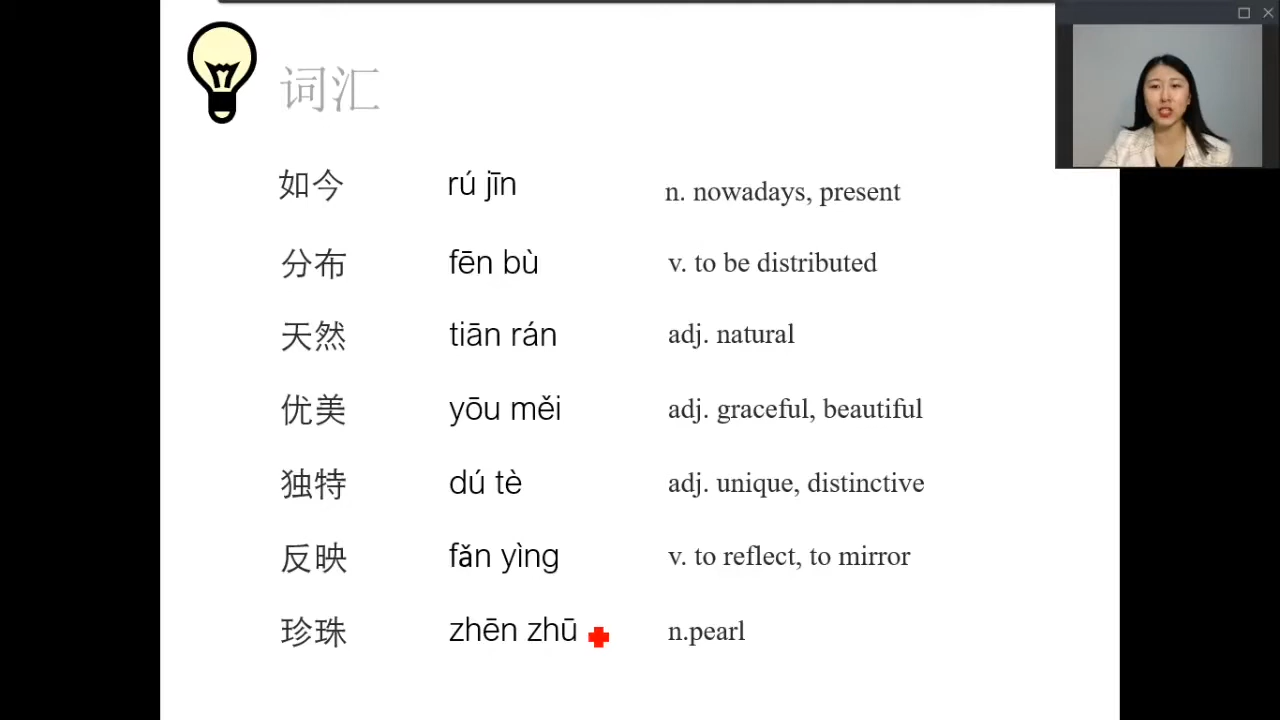 词汇
如今 rú jīn n. nowadays, present
分布 fēn bù v. to be distributed
天然 tiān rán adj. natural
优美 yōu měi adj. graceful, beautiful
独特 dú tè adj. unique, distinctive
反映 fǎn yìng v. to reflect, to mirror
珍珠 zhēn zhū n.pearl